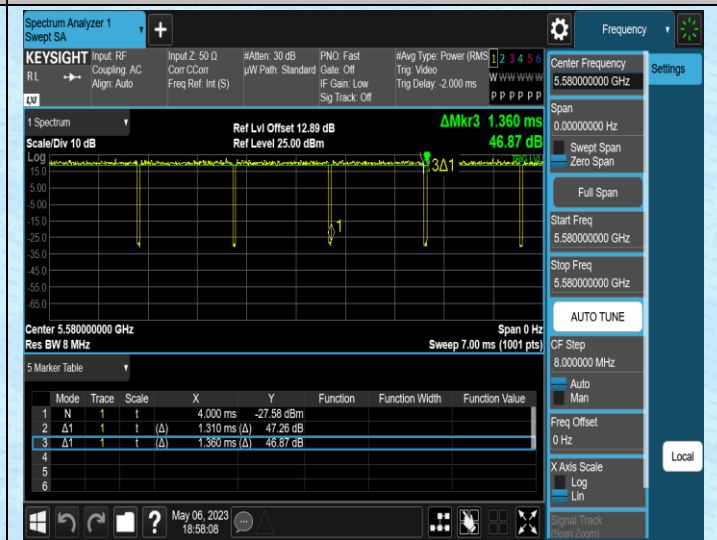 Spectrum Analyzer 1
Swept SA
Frequency
KEYSIGHT
RL
LXI
Input: RF
Coupling: AC
Align: Auto
Input Z: 50 Ω
Corr CCorr
Freq Ref: Int (S)
#Atten: 30 dB
µW Path: Standard
PNO: Fast
Gate: Off
IF Gain: Low
Sig Track: Off
#Avg Type: Power (RMS
Trig: Video
Trig Delay: -2.000 ms
1 2 3 4 5 6
W W W W W W
P P P P P P
1 Spectrum
Scale/Div 10 dB
Ref Lvl Offset 12.89 dB
Ref Level 25.00 dBm
ΔMkr3 1.360 ms
46.87 dB
Log
15.0
5.00
-5.00
-15.0
-25.0
-35.0
-45.0
-55.0
-65.0
3Δ1
1
Center 5.580000000 GHz
Res BW 8 MHz
Span 0 Hz
Sweep 7.00 ms (1001 pts)
5 Marker Table
Mode Trace Scale X Y Function Function Width Function Value
1 N 1 t 4.000 ms -27.58 dBm
2 Δ1 1 t (Δ) 1.310 ms (Δ) 47.26 dB
3 Δ1 1 t (Δ) 1.360 ms (Δ) 46.87 dB
4
5
6
May 06, 2023
18:58:08
Center Frequency
5.580000000 GHz
Span
0.00000000 Hz
Swept Span
Zero Span
Full Span
Start Freq
5.580000000 GHz
Stop Freq
5.580000000 GHz
AUTO TUNE
CF Step
8.000000 MHz
Auto
Man
Freq Offset
0 Hz
X Axis Scale
Log
Lin
Signal Track
(Span Zoom)
Settings
Local